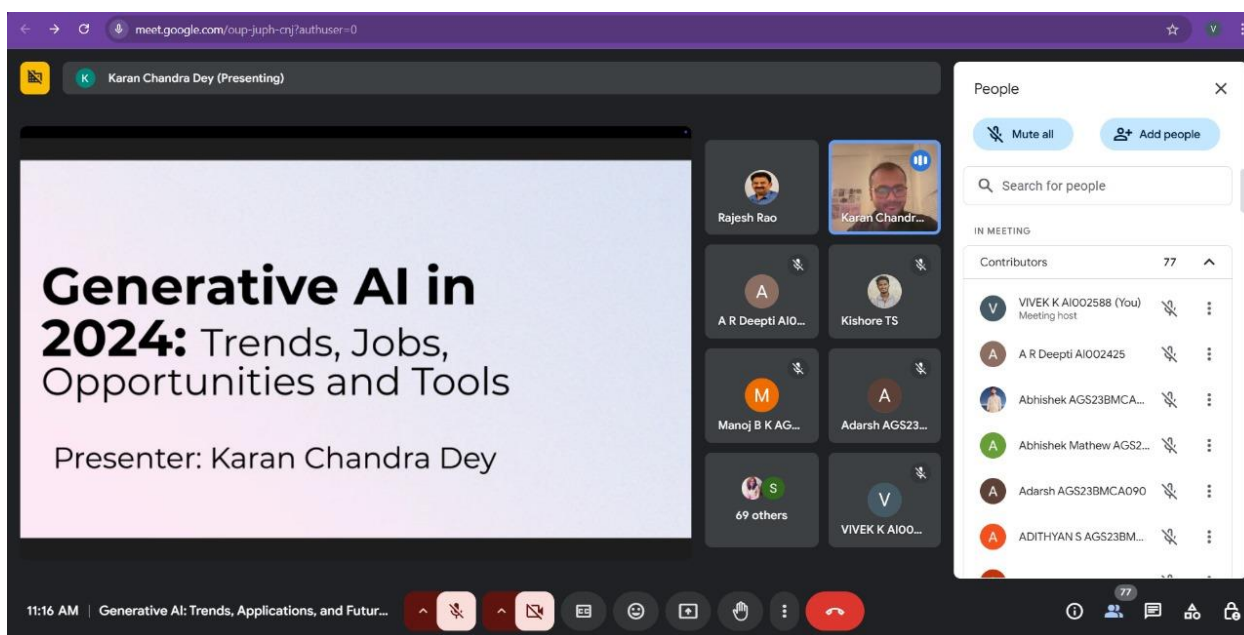 meet.google.com/oup-juph-cnj?authuser=0
V
K
Karan Chandra Dey (Presenting)
Generative AI in
2024: Trends, Jobs,
Opportunities and Tools
Presenter: Karan Chandra Dey
Rajesh Rao
Karan Chandr...
A
A R Deepti AI0...
Kishore TS
M
Manoj B K AG...
A
Adarsh AGS23...
S
69 others
V
VIVEK K AI00...
People
Mute all
Add people
Search for people
IN MEETING
Contributors 77
V
VIVEK K AI002588 (You)
Meeting host
A
A R Deepti AI002425
Abhishek AGS23BMCA...
A
Abhishek Mathew AGS2...
A
Adarsh AGS23BMCA090
A
ADITHYAN S AGS23BM...
11:16 AM | Generative AI: Trends, Applications, and Futur...
77